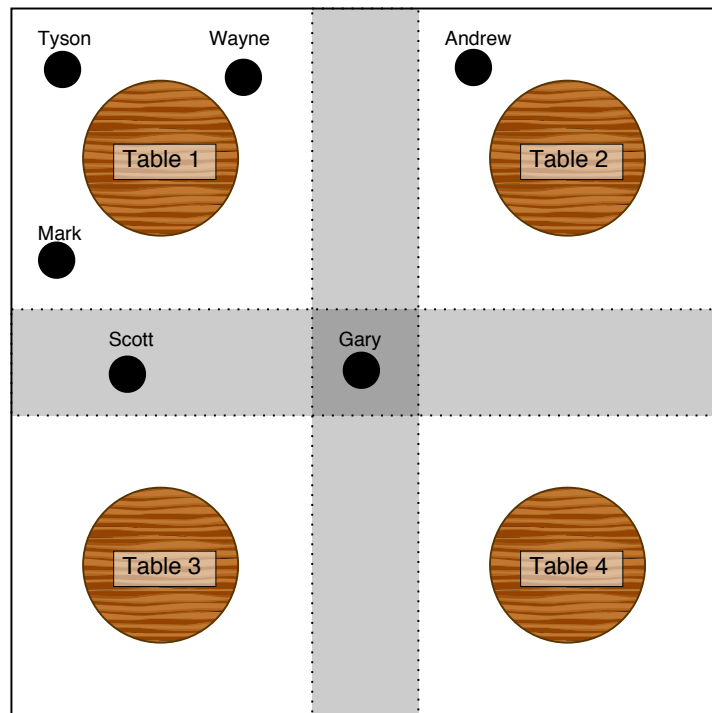 Tyson
Wayne
Andrew
Table 1
Table 2
Mark
Scott
Gary
Table 3
Table 4